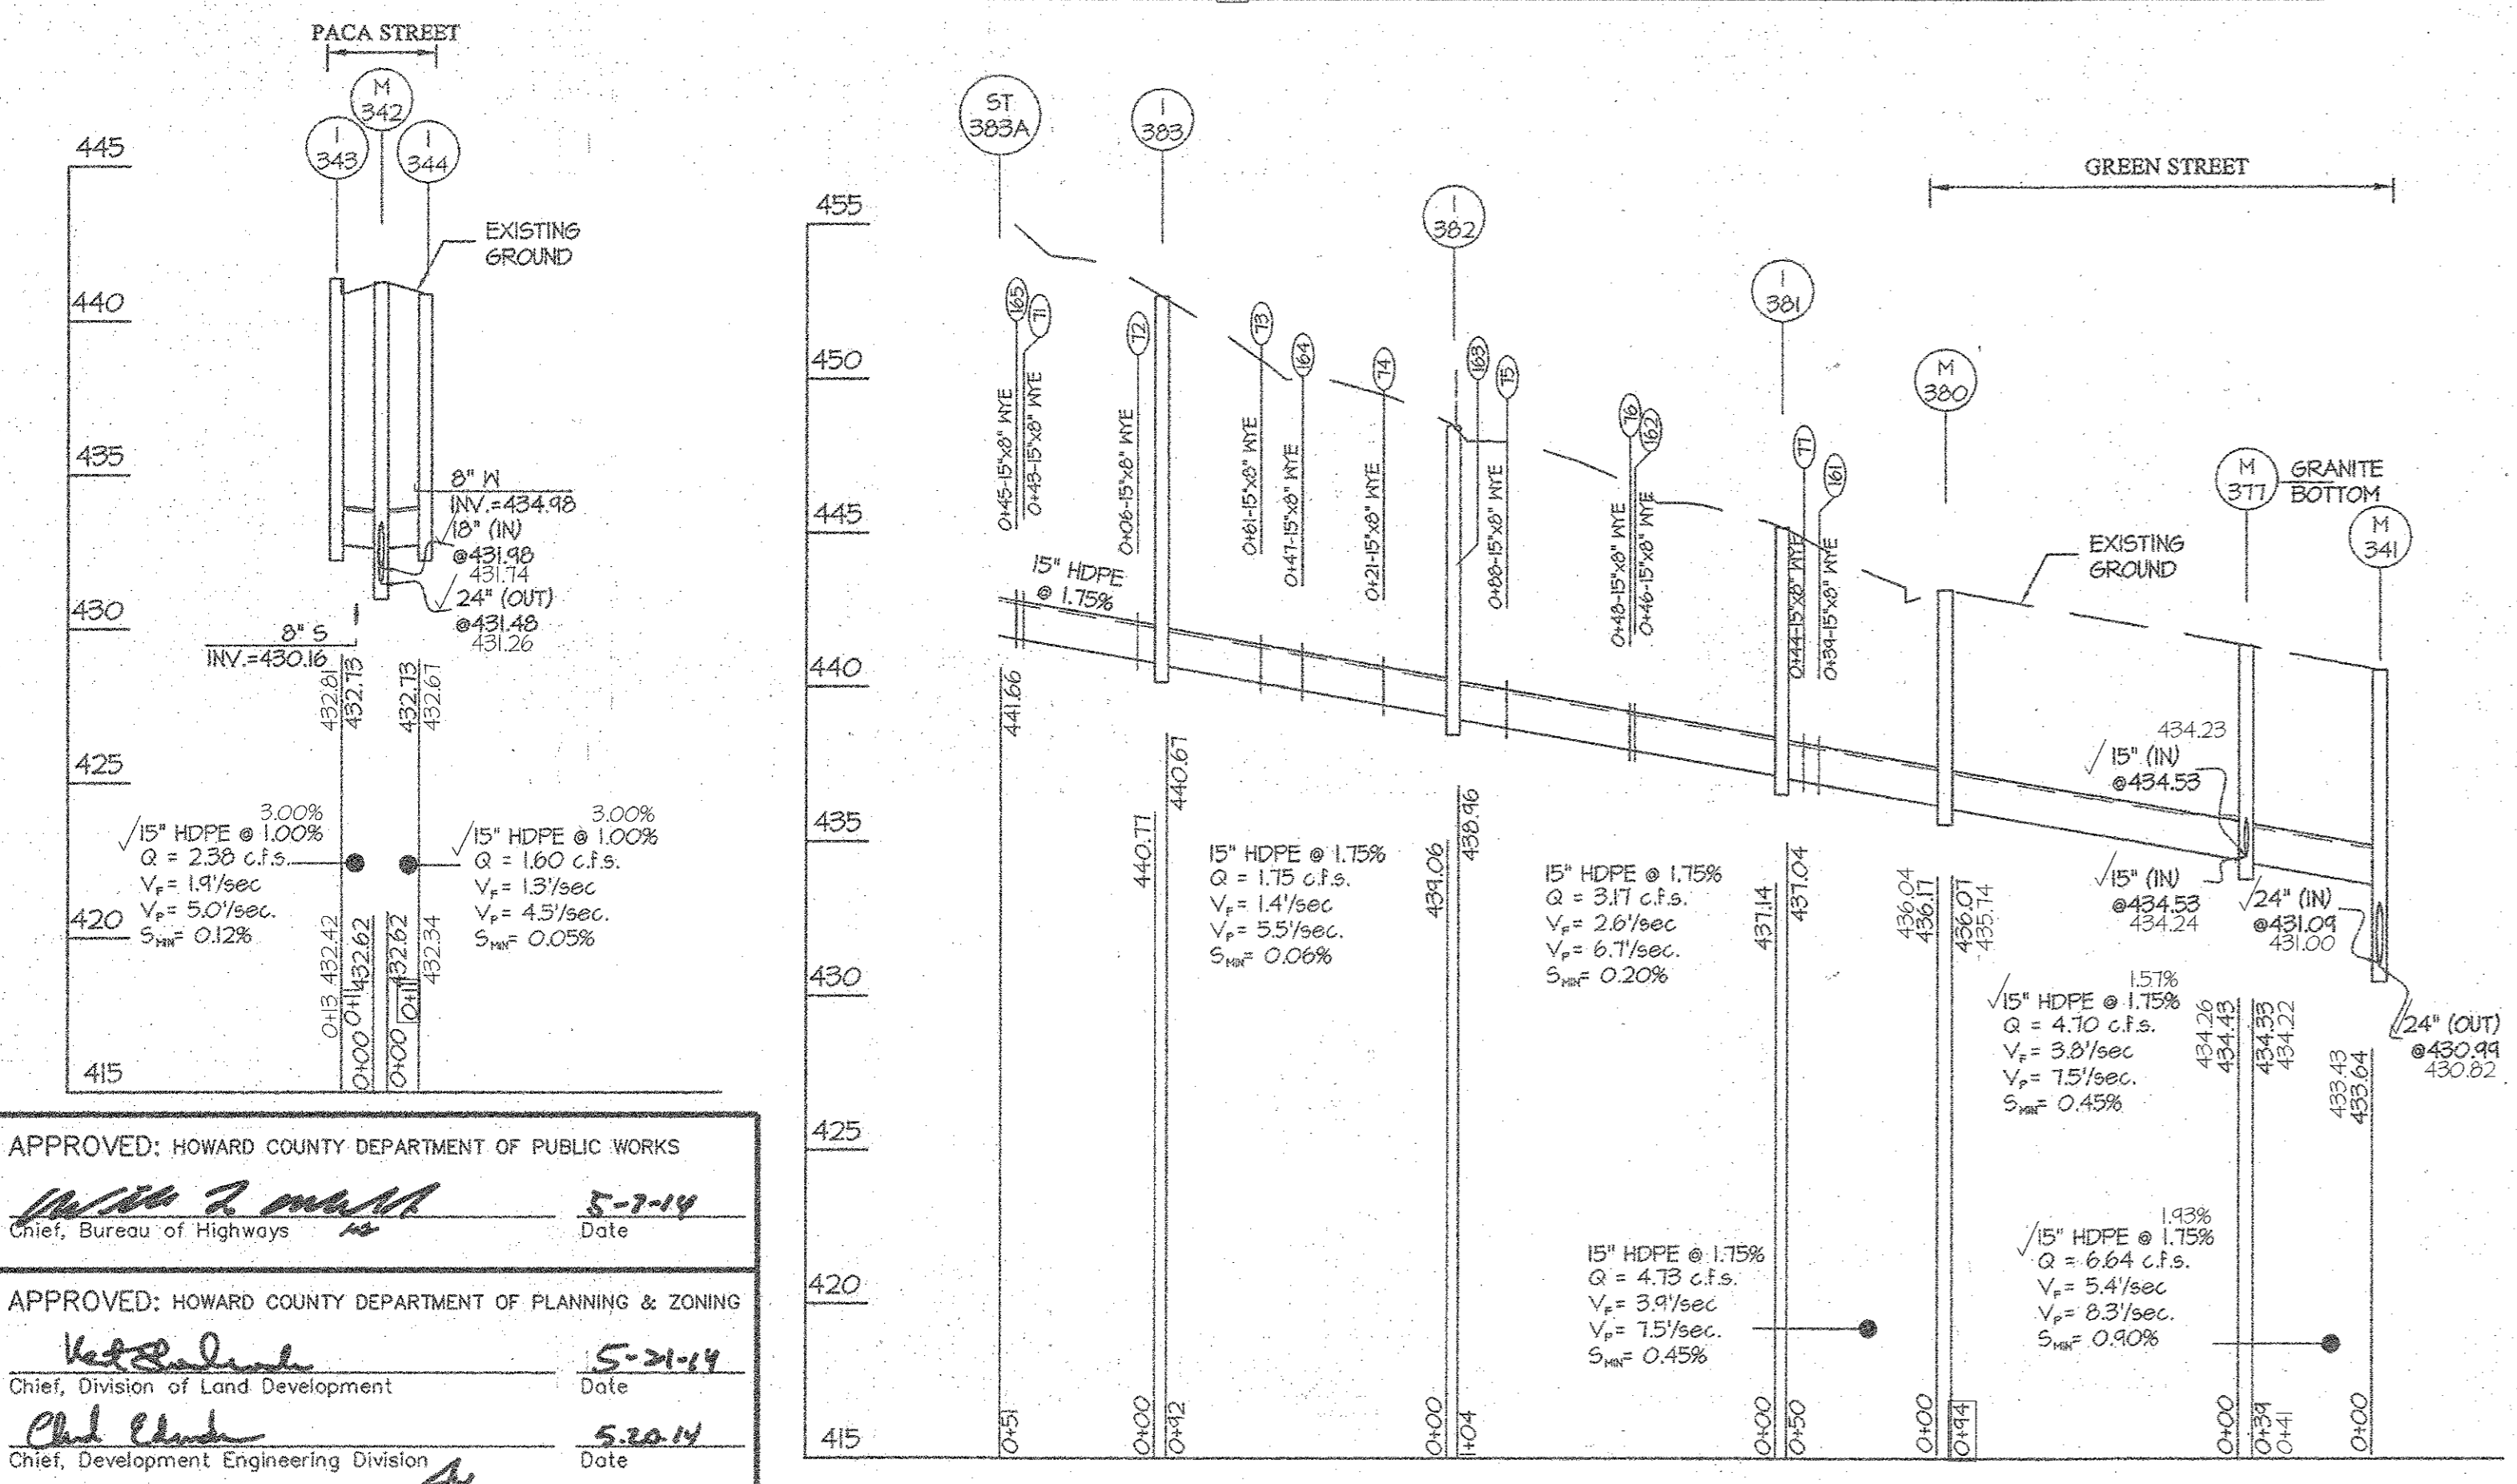 PACA STREET
M
342
I
343
I
344
445
440
435
430
425
420
415
EXISTING
GROUND
8" W
INV.=434.98
18" (IN)
@431.98
431.74
24" (OUT)
@431.48
431.26
8" S
INV.=430.16
432.81
432.73
432.73
432.67
3.00%
15" HDPE @ 1.00%
Q = 2.38 c.f.s.
VF= 1.9'/sec
VP= 5.0'/sec.
SMIN= 0.12%
3.00%
15" HDPE @ 1.00%
Q = 1.60 c.f.s.
VF= 1.3'/sec
VP= 4.5'/sec.
SMIN= 0.05%
0+13 432.42
0+11 432.62
0+00
0+00
432.62
0+11
432.34
APPROVED: HOWARD COUNTY DEPARTMENT OF PUBLIC WORKS
5-7-14
Chief, Bureau of Highways
Date
APPROVED: HOWARD COUNTY DEPARTMENT OF PLANNING & ZONING
5-21-14
Chief, Division of Land Development
Date
5.20.14
Chief, Development Engineering Division
Date
ST
383A
I
383
I
382
I
381
M
380
M
377
GRANITE
BOTTOM
M
341
GREEN STREET
455
450
445
440
435
430
425
420
415
165
71
72
73
164
74
163
75
76
162
77
161
0+45-15"x8" WYE
0+43-15"x8" WYE
0+06-15"x8" WYE
0+61-15"x8" WYE
0+47-15"x8" WYE
0+21-15"x8" WYE
0+88-15"x8" WYE
0+48-15"x8" WYE
0+46-15"x8" WYE
0+44-15"x8" WYE
0+39-15"x8" WYE
15" HDPE
@ 1.75%
EXISTING
GROUND
434.23
15" (IN)
@434.53
15" (IN)
@434.53
434.24
24" (IN)
@431.09
431.00
24" (OUT)
@430.99
430.82
441.66
440.77
440.67
439.06
438.96
437.14
437.04
436.04
436.17
436.07
435.74
434.26
434.43
434.33
434.22
433.43
433.64
15" HDPE @ 1.75%
Q = 1.75 c.f.s.
VF= 1.4'/sec
VP= 5.5'/sec.
SMIN= 0.06%
15" HDPE @ 1.75%
Q = 3.17 c.f.s.
VF= 2.6'/sec
VP= 6.7'/sec.
SMIN= 0.20%
1.57%
15" HDPE @ 1.75%
Q = 4.70 c.f.s.
VF= 3.8'/sec
VP= 7.5'/sec.
SMIN= 0.45%
15" HDPE @ 1.75%
Q = 4.73 c.f.s.
VF= 3.9'/sec
VP= 7.5'/sec.
SMIN= 0.45%
1.93%
15" HDPE @ 1.75%
Q = 6.64 c.f.s.
VF= 5.4'/sec
VP= 8.3'/sec.
SMIN= 0.90%
0+51
0+00
0+92
0+00
1+04
0+00
0+50
0+00
0+94
0+00
0+39
0+41
0+00